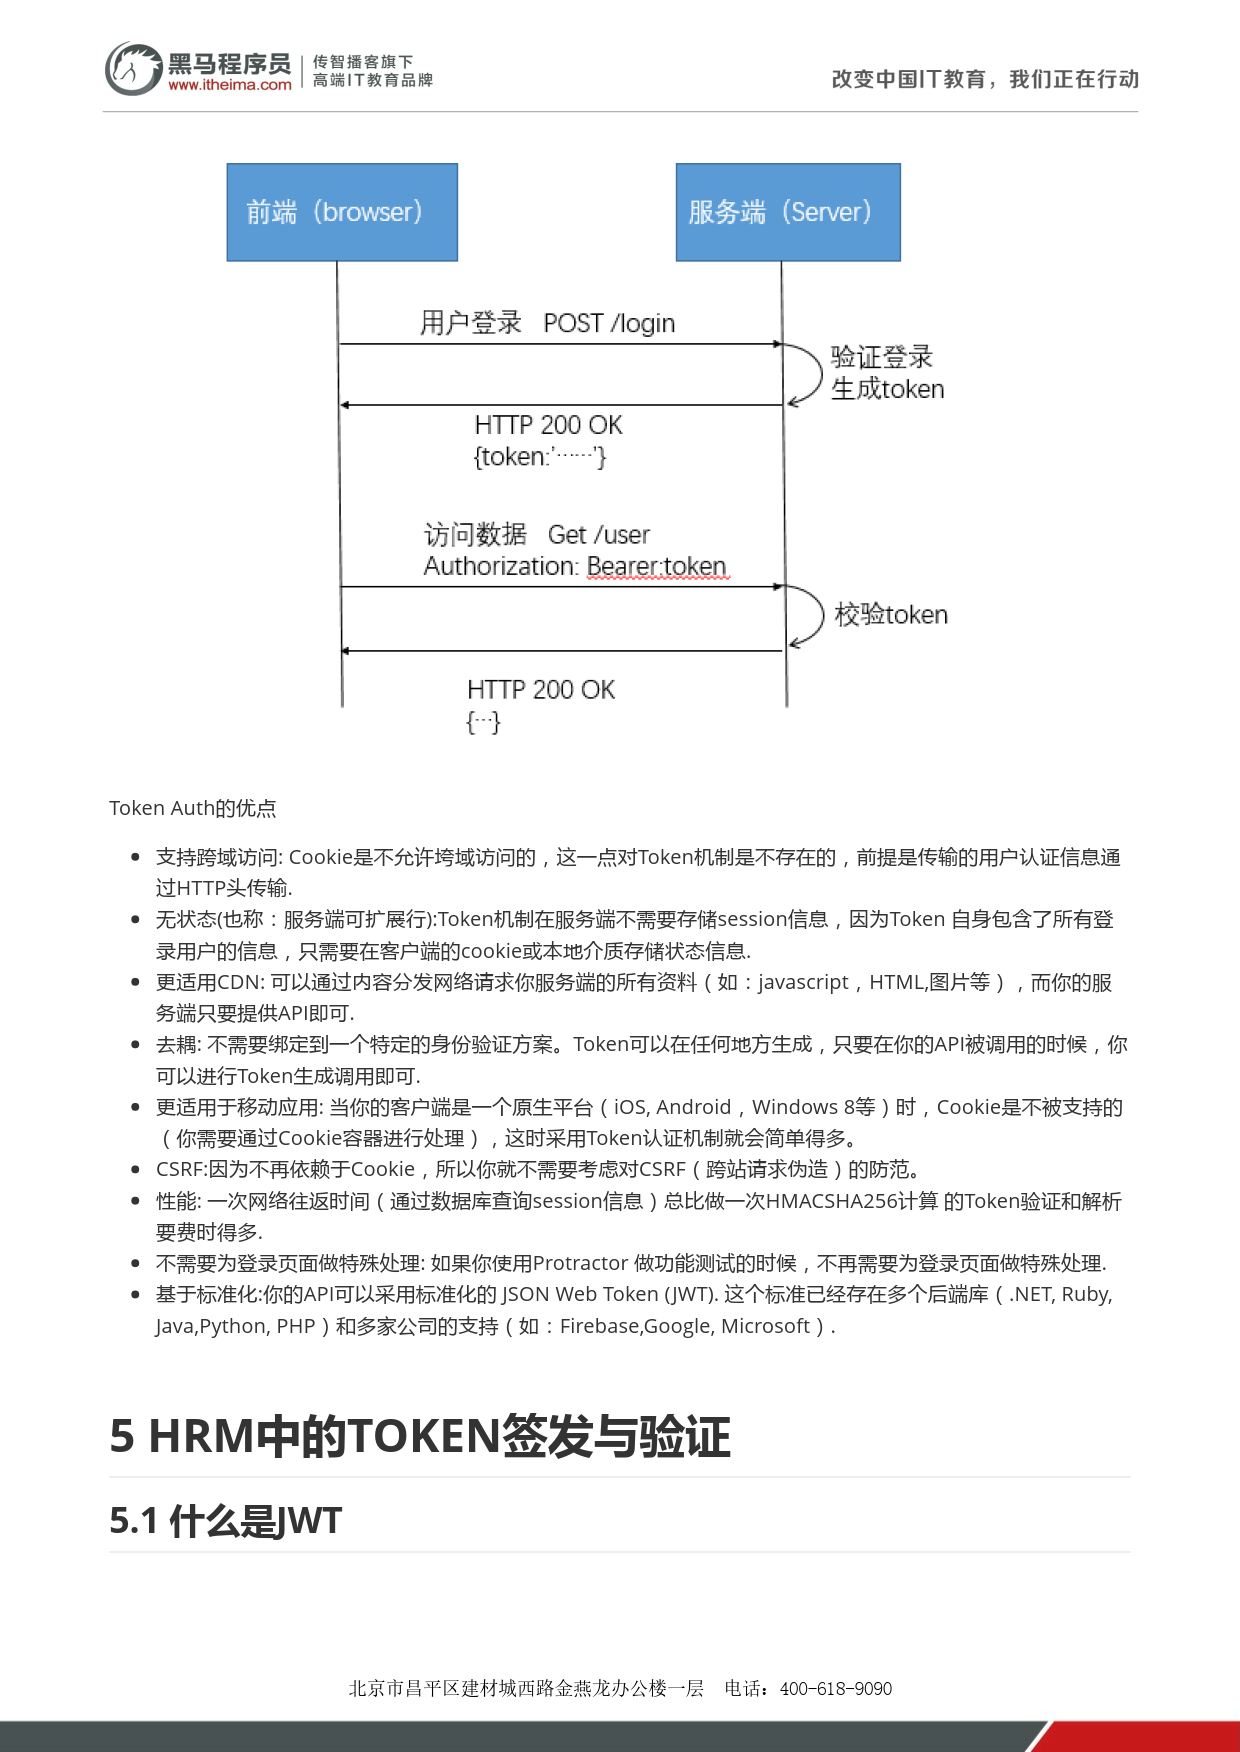 黑马程序员
www.itheima.com
传智播客旗下
高端IT教育品牌
改变中国IT教育，我们正在行动
前端（browser）
服务端（Server）
用户登录 POST /login
验证登录
生成token
HTTP 200 OK
{token:’······’}
访问数据 Get /user
Authorization: Bearer:token
校验token
HTTP 200 OK
{···}
Token Auth的优点
支持跨域访问: Cookie是不允许垮域访问的，这一点对Token机制是不存在的，前提是传输的用户认证信息通
过HTTP头传输.
无状态(也称：服务端可扩展行):Token机制在服务端不需要存储session信息，因为Token 自身包含了所有登
录用户的信息，只需要在客户端的cookie或本地介质存储状态信息.
更适用CDN: 可以通过内容分发网络请求你服务端的所有资料（如：javascript，HTML,图片等），而你的服
务端只要提供API即可.
去耦: 不需要绑定到一个特定的身份验证方案。Token可以在任何地方生成，只要在你的API被调用的时候，你
可以进行Token生成调用即可.
更适用于移动应用: 当你的客户端是一个原生平台（iOS, Android，Windows 8等）时，Cookie是不被支持的
（你需要通过Cookie容器进行处理），这时采用Token认证机制就会简单得多。
CSRF:因为不再依赖于Cookie，所以你就不需要考虑对CSRF（跨站请求伪造）的防范。
性能: 一次网络往返时间（通过数据库查询session信息）总比做一次HMACSHA256计算 的Token验证和解析
要费时得多.
不需要为登录页面做特殊处理: 如果你使用Protractor 做功能测试的时候，不再需要为登录页面做特殊处理.
基于标准化:你的API可以采用标准化的 JSON Web Token (JWT). 这个标准已经存在多个后端库（.NET, Ruby,
Java,Python, PHP）和多家公司的支持（如：Firebase,Google, Microsoft）.
5 HRM中的TOKEN签发与验证
5.1 什么是JWT
北京市昌平区建材城西路金燕龙办公楼一层 电话：400-618-9090